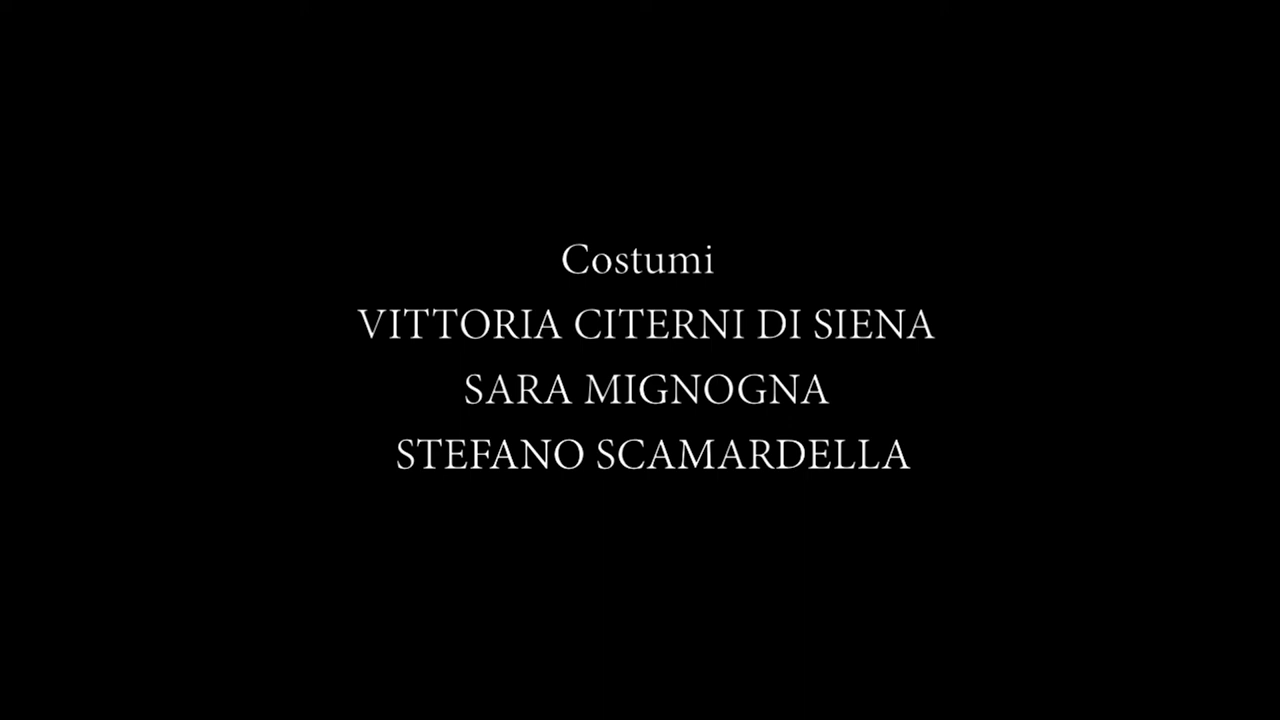 Costumi
VITTORIA CITERNI DI SIENA
SARA MIGNOGNA
STEFANO SCAMARDELLA